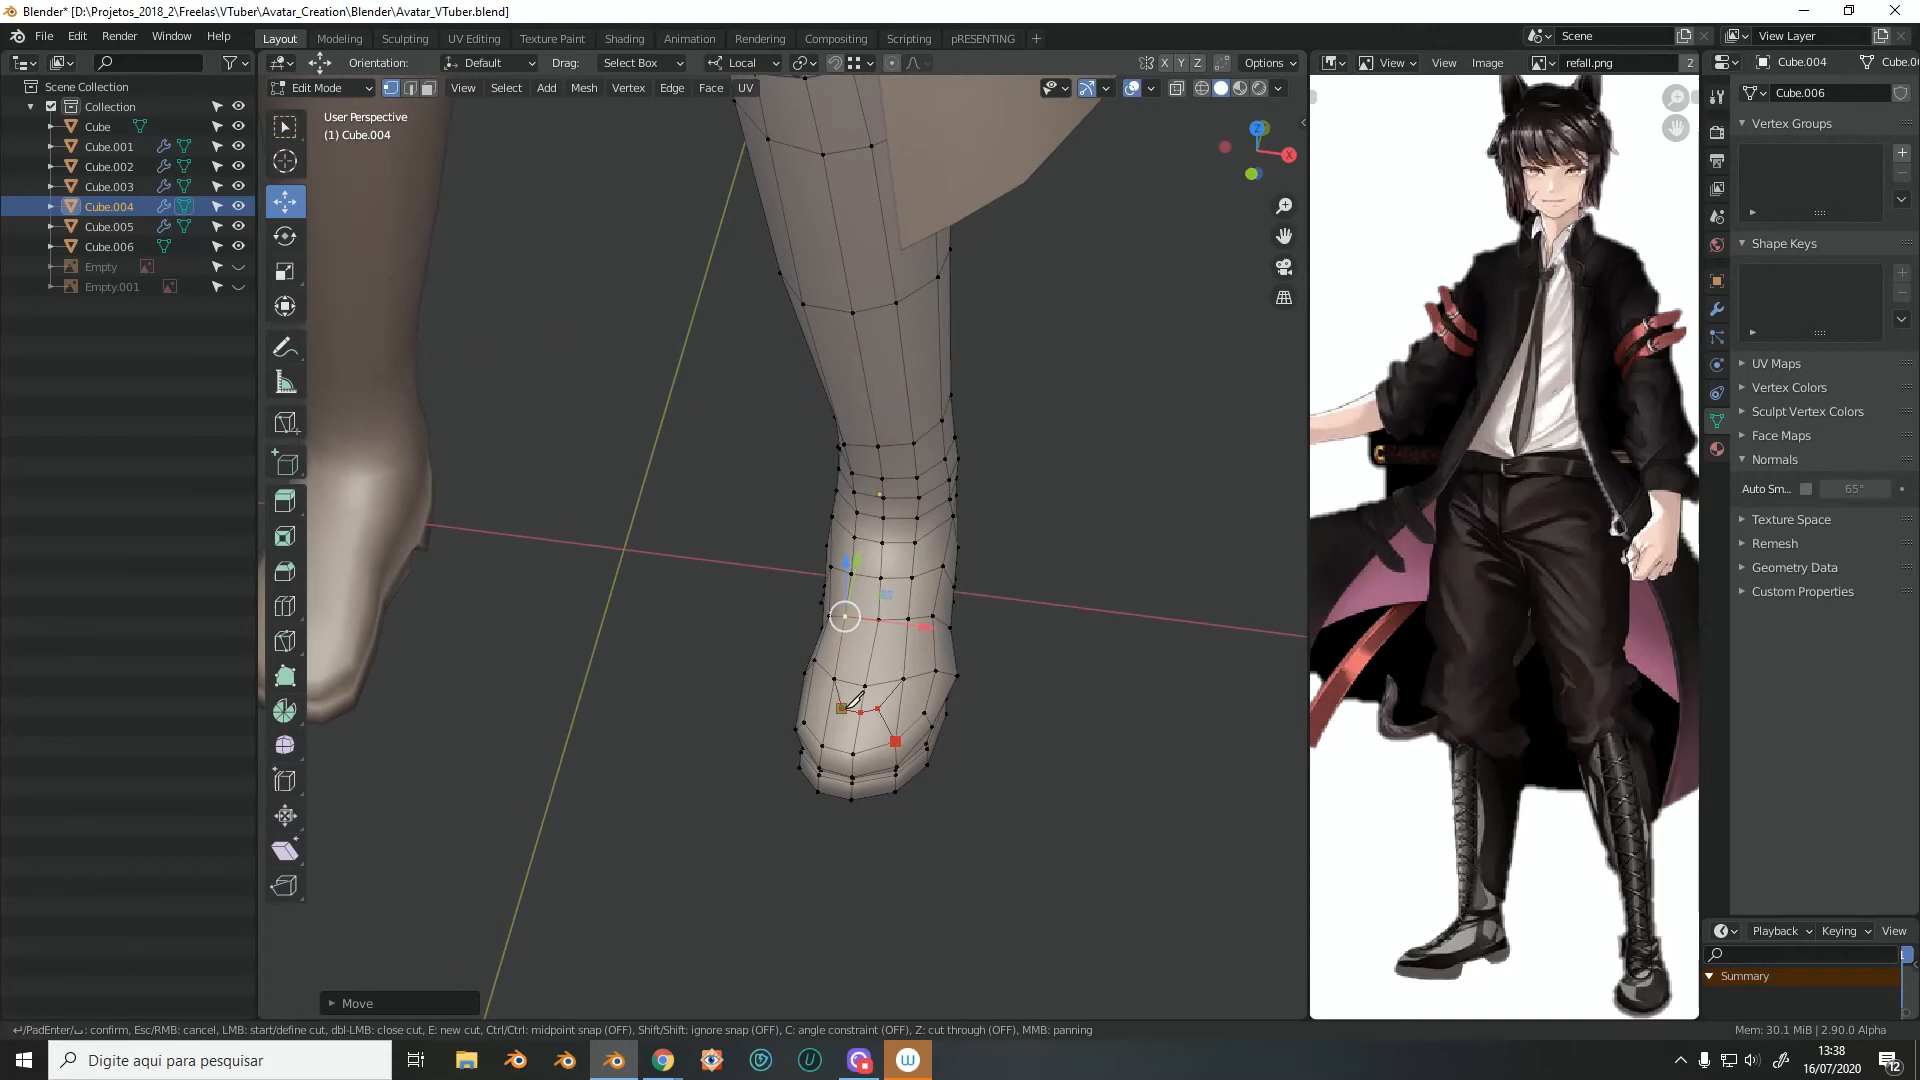 Blender* [D:\Projetos_2018_2\Freelas\VTuber\Avatar_Creation\Blender\Avatar_VTuber.blend]
File Edit Render Window Help Layout Modeling Sculpting UV Editing Texture Paint Shading Animation Rendering Compositing Scripting pRESENTING + Scene View Layer
Orientation: Default Drag: Select Box Local X Y Z Options View View Image refall.png 2 Cube.004
Edit Mode View Select Add Mesh Vertex Edge Face UV
Scene Collection
Collection
Cube
Cube.001
Cube.002
Cube.003
Cube.004
Cube.005
Cube.006
Empty
Empty.001
User Perspective
(1) Cube.004
Z
X
Move
Cube.006
Vertex Groups
Shape Keys
UV Maps
Vertex Colors
Sculpt Vertex Colors
Face Maps
Normals
Auto Sm... 65°
Texture Space
Remesh
Geometry Data
Custom Properties
Playback Keying View
Summary
/PadEnter/: confirm, Esc/RMB: cancel, LMB: start/define cut, dbl-LMB: close cut, E: new cut, Ctrl/Ctrl: midpoint snap (OFF), Shift/Shift: ignore snap (OFF), C: angle constraint (OFF), Z: cut through (OFF), MMB: panning
Mem: 30.1 MiB | 2.90.0 Alpha
Digite aqui para pesquisar
13:38
16/07/2020
12